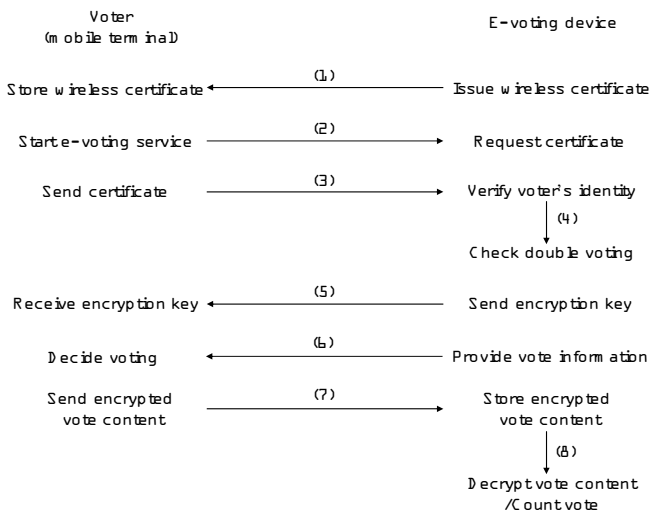 Voter
(mobile terminal)
E-voting device
(1)
Store wireless certificate
Issue wireless certificate
(2)
Start e-voting service
Request certificate
(3)
Send certificate
Verify voter's identity
(4)
Check double voting
(5)
Receive encryption key
Send encryption key
(6)
Decide voting
Provide vote information
Send encrypted
vote content
(7)
Store encrypted
vote content
(8)
Decrypt vote content
/Count vote